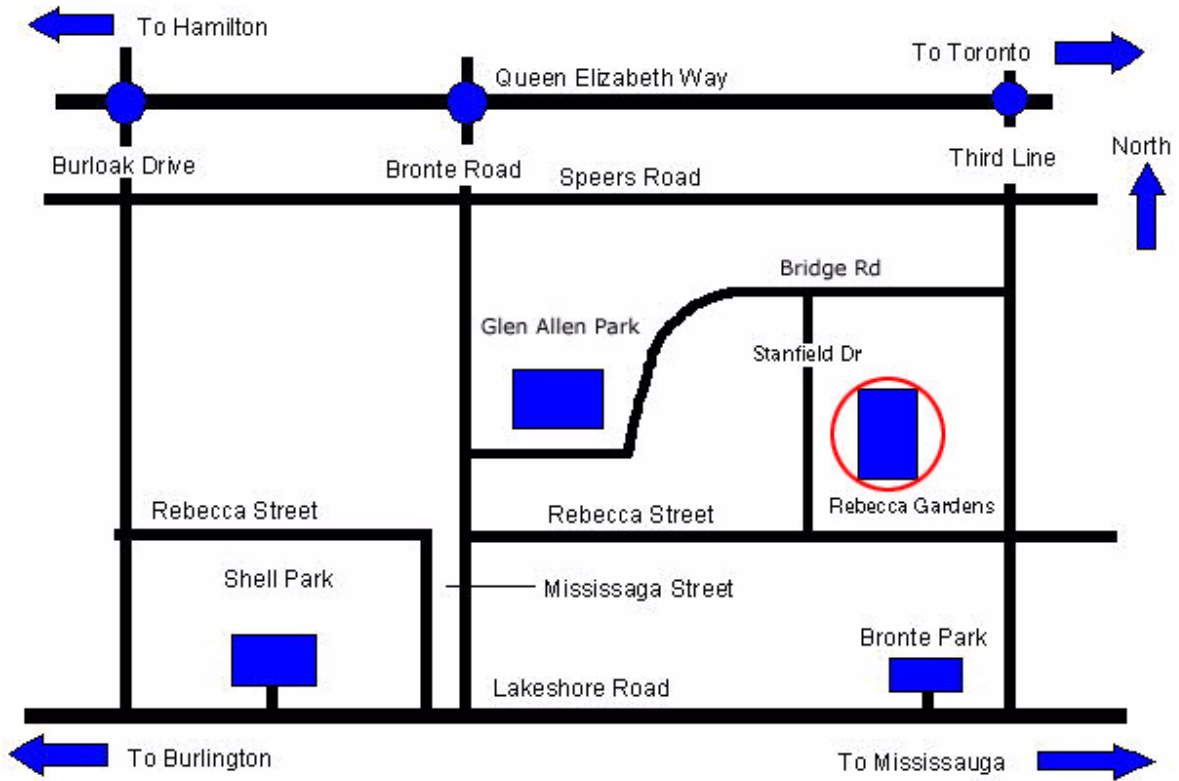 To Hamilton
To Toronto
Queen Elizabeth Way
North
Burloak Drive
Bronte Road
Third Line
Speers Road
Bridge Rd
Glen Allen Park
Stanfield Dr
Rebecca Gardens
Rebecca Street
Rebecca Street
Shell Park
Mississaga Street
Bronte Park
Lakeshore Road
To Burlington
To Mississauga